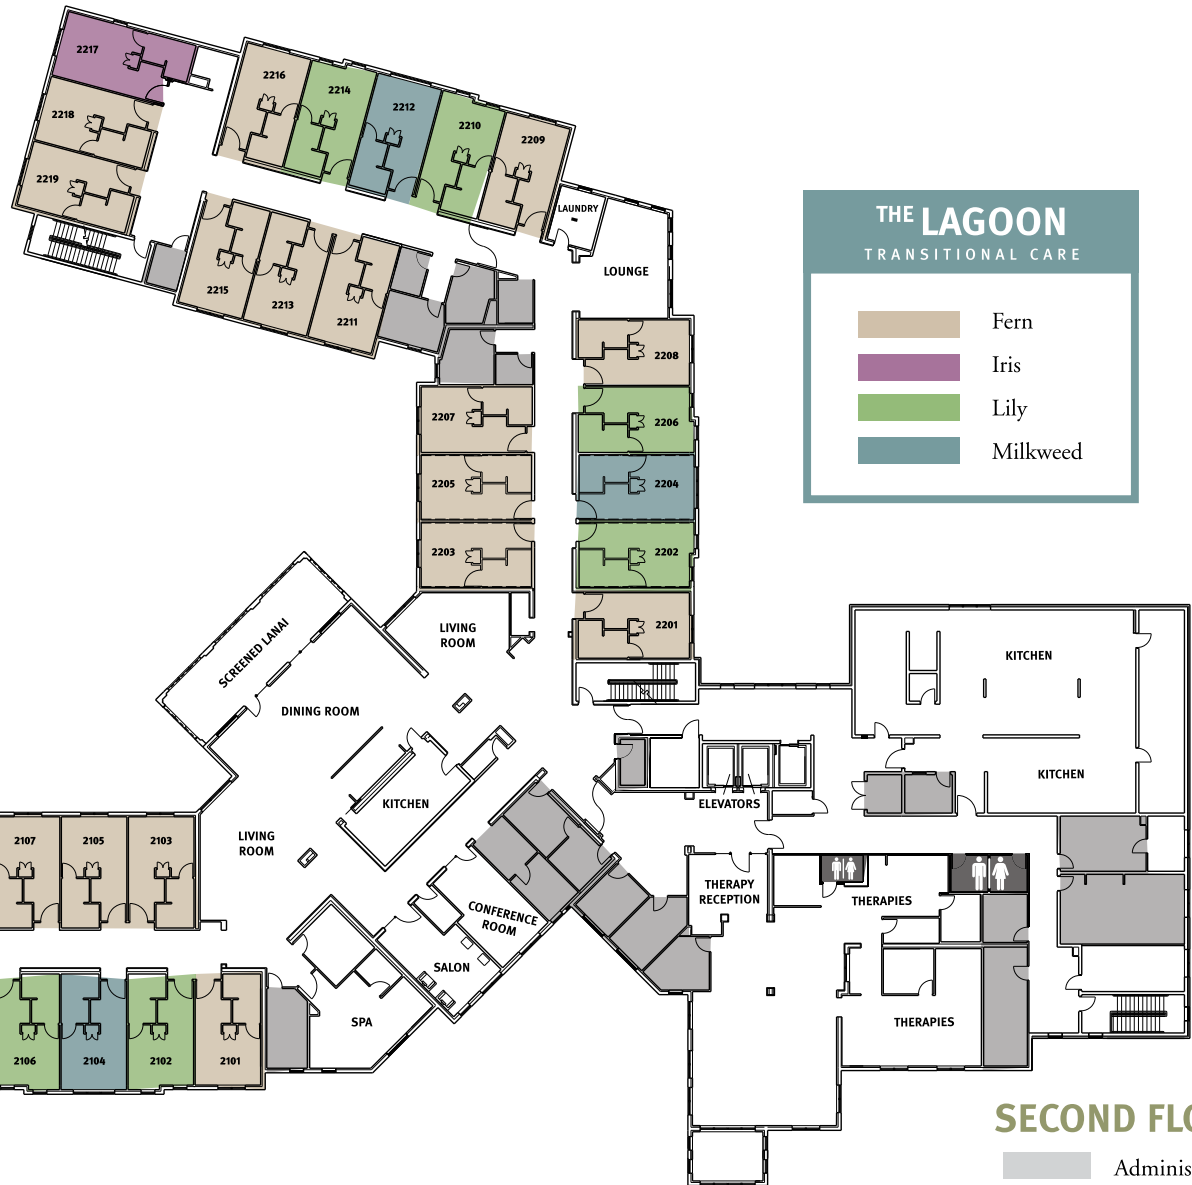 2217
2216
2214
2212
2210
2209
2218
2219
LAUNDRY
LOUNGE
2215
2213
2211
THE LAGOON
TRANSITIONAL CARE
Fern
Iris
Lily
Milkweed
2208
2207
2206
2205
2204
2203
2202
2201
LIVING
ROOM
SCREENED LANAI
DINING ROOM
KITCHEN
KITCHEN
KITCHEN
ELEVATORS
2107
2105
2103
LIVING
ROOM
THERAPY
RECEPTION
THERAPIES
CONFERENCE
ROOM
SALON
SPA
THERAPIES
2106
2104
2102
2101
SECOND FLO
Adminis